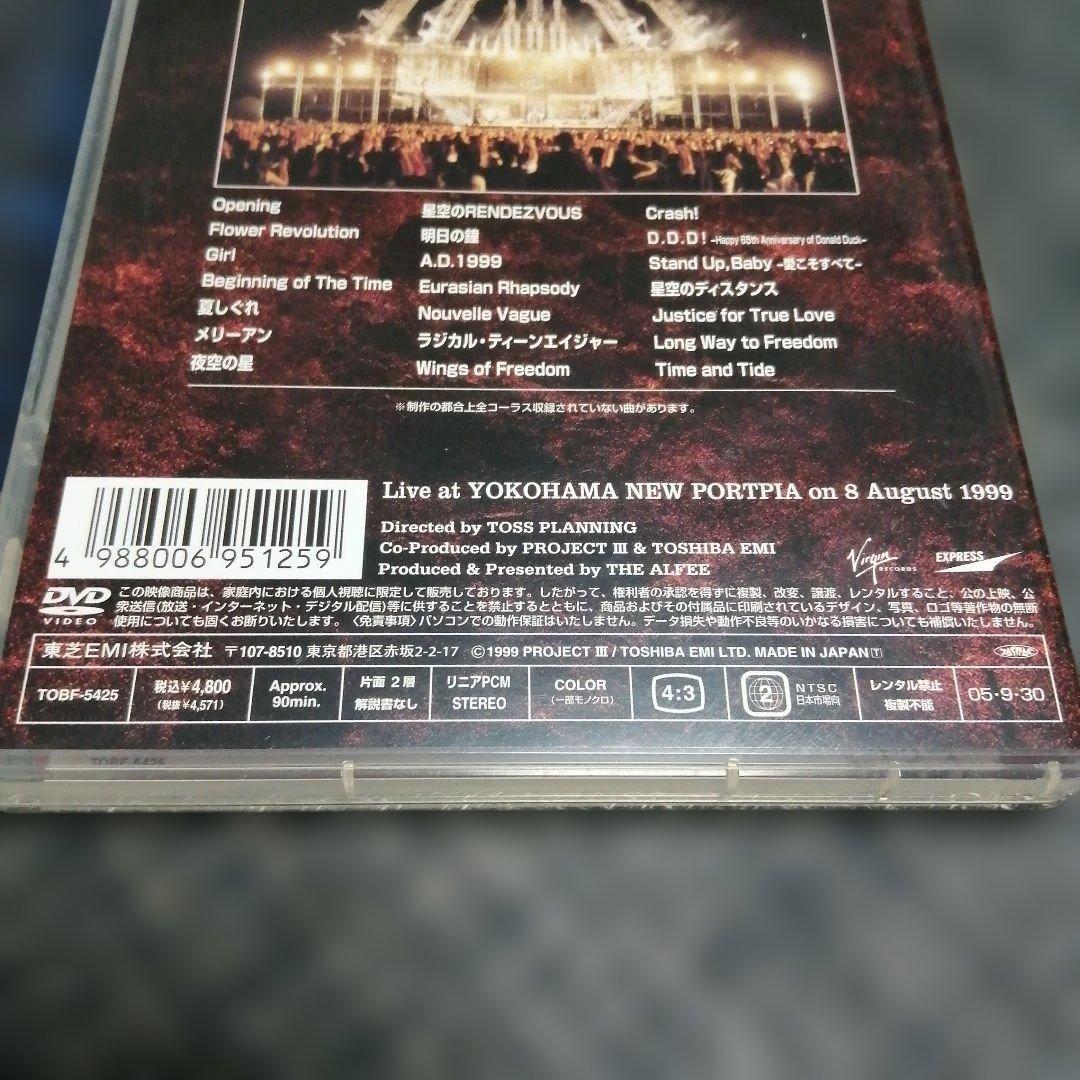 Opening
Flower Revolution
Girl
Beginning of The Time
夏しぐれ
メリーアン
夜空の星
星空のRENDEZVOUS
明日の鐘
A.D.1999
Eurasian Rhapsody
Nouvelle Vague
ラジカル・ティーンエイジャー
Wings of Freedom
Crash!
D.D.D! ~Happy 65th Anniversary of Donald Duck~
Stand Up,Baby -愛こそすべて-
星空のディスタンス
Justice for True Love
Long Way to Freedom
Time and Tide
※制作の都合上全コーラス収録されていない曲があります。
Live at YOKOHAMA NEW PORTPIA on 8 August 1999
Directed by TOSS PLANNING
Co-Produced by PROJECT III & TOSHIBA EMI
Produced & Presented by THE ALFEE
4 988006 951259
Virgin RECORDS
EXPRESS
DVD VIDEO
この映像商品は、家庭内における個人視聴に限定して販売しております。したがって、権利者の承認を得ずに複製、改変、譲渡、レンタルすること、公の上映、公
衆送信(放送・インターネット・デジタル配信)等に供することを禁止するとともに、商品およびその付属品に印刷されているデザイン、写真、ロゴ等著作物の無断
使用についても固くお断りいたします。〈免責事項〉パソコンでの動作保証はいたしません。データ損失や動作不良等のいかなる損害についても補償いたしません。
東芝EMI株式会社 〒107-8510 東京都港区赤坂2-2-17 ©1999 PROJECT III / TOSHIBA EMI LTD. MADE IN JAPAN Ⓣ
TOBF-5425
税込¥4,800
(税抜¥4,571)
Approx.
90min.
片面2層
解説書なし
リニアPCM
STEREO
COLOR
(一部モノクロ)
4:3
2
NTSC
日本市場向
レンタル禁止
複製不能
05・9・30
TOBF-5425